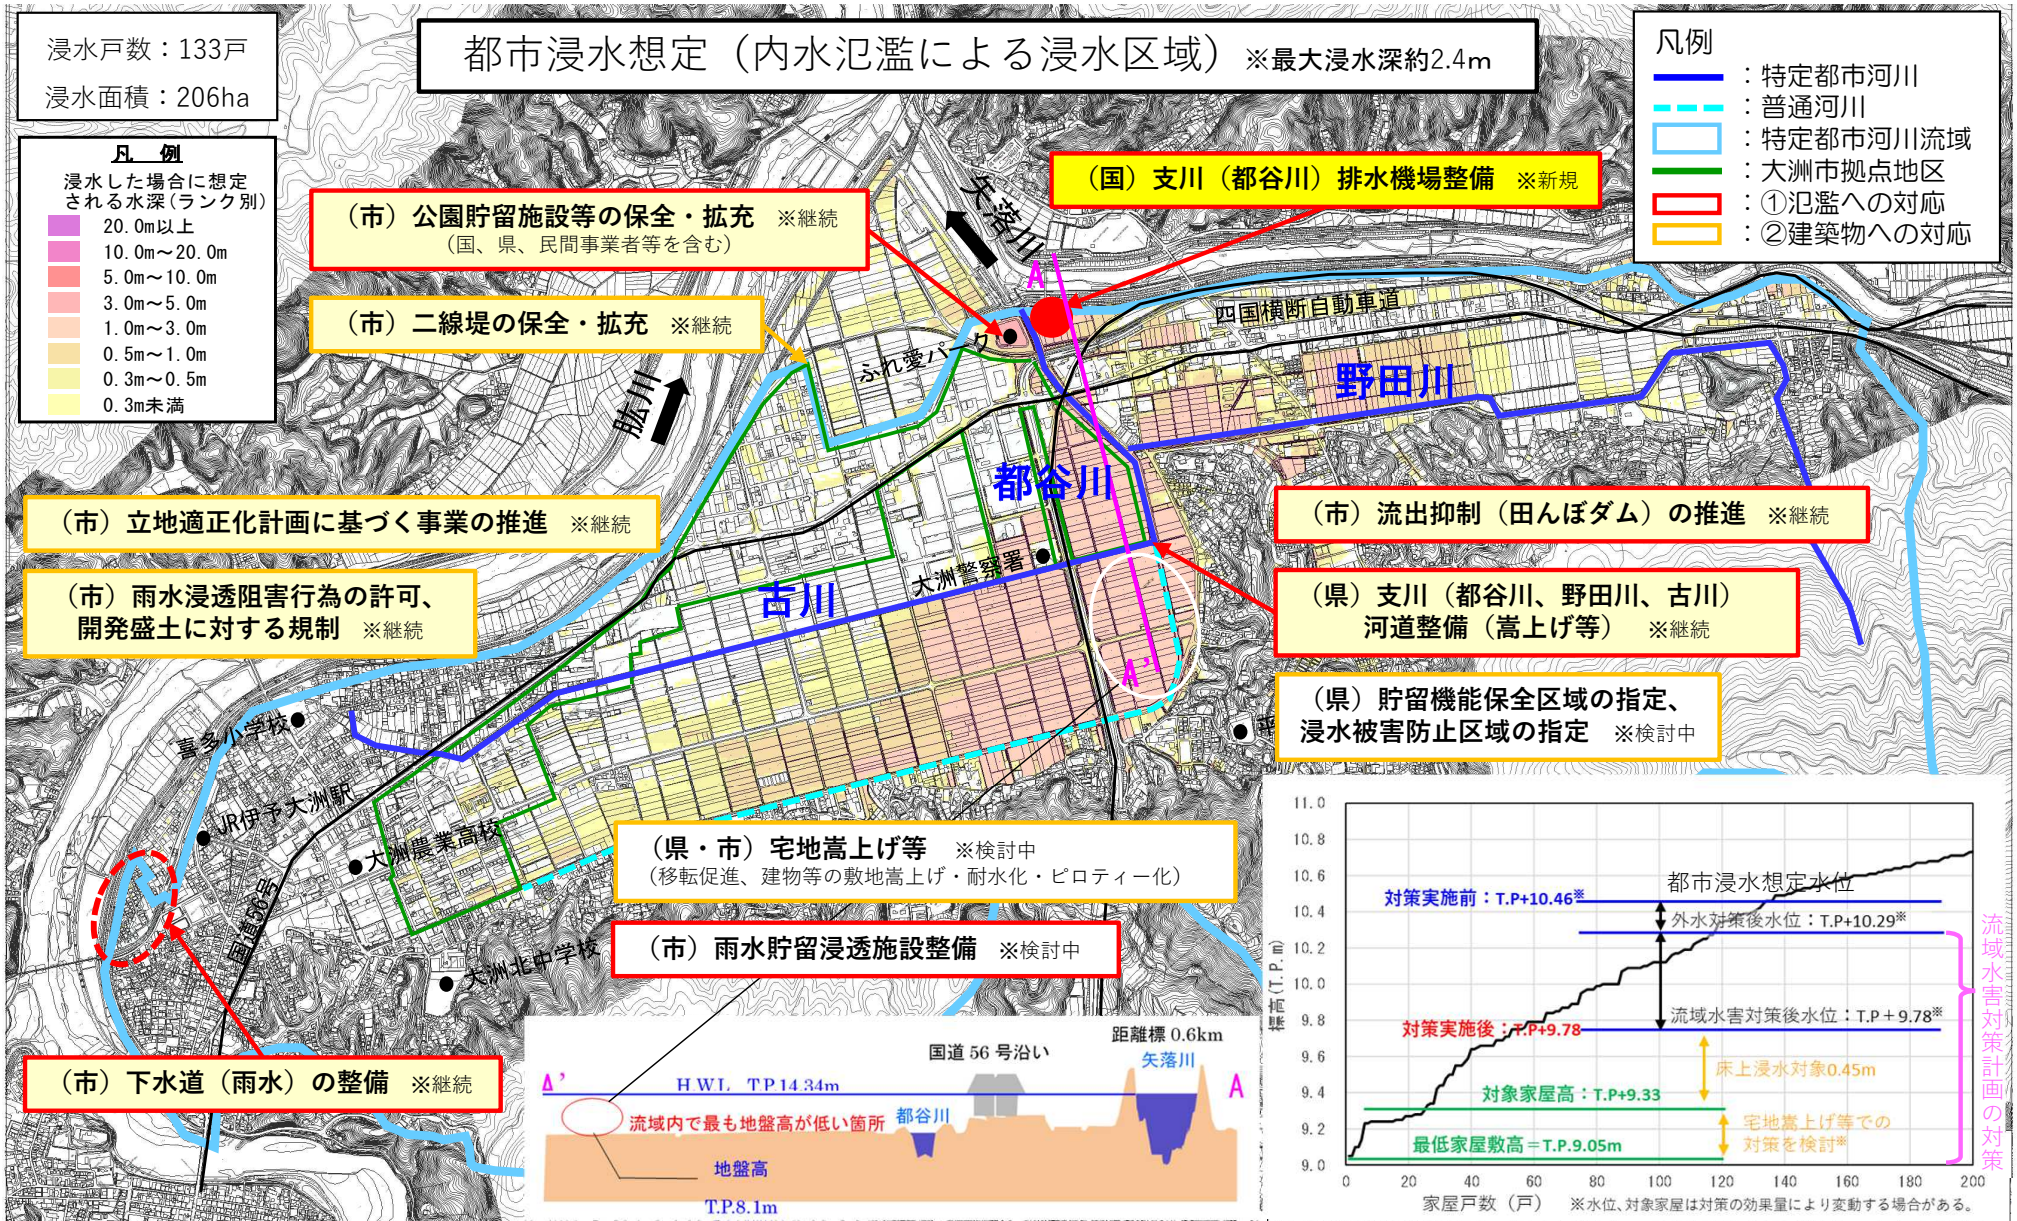 浸水戸数：133戸
浸水面積：206ha
都市浸水想定（内水氾濫による浸水区域）※最大浸水深約2.4m
凡例
：特定都市河川
：普通河川
：特定都市河川流域
：大洲市拠点地区
：①氾濫への対応
：②建築物への対応
凡 例
浸水した場合に想定
される水深(ランク別)
20.0m以上
10.0m～20.0m
5.0m～10.0m
3.0m～5.0m
1.0m～3.0m
0.5m～1.0m
0.3m～0.5m
0.3m未満
（国）支川（都谷川）排水機場整備 ※新規
（市）公園貯留施設等の保全・拡充 ※継続
（国、県、民間事業者等を含む）
（市）二線堤の保全・拡充 ※継続
矢落川
A
四国横断自動車道
ふれ愛パーク
肱川
野田川
都谷川
（市）立地適正化計画に基づく事業の推進 ※継続
（市）流出抑制（田んぼダム）の推進 ※継続
大洲警察署
古川
（市）雨水浸透阻害行為の許可、
開発盛土に対する規制 ※継続
（県）支川（都谷川、野田川、古川）
河道整備（嵩上げ等） ※継続
A'
（県）貯留機能保全区域の指定、
浸水被害防止区域の指定 ※検討中
喜多小学校
JR伊予大洲駅
大洲農業高校
国道56号
大洲北中学校
（県・市）宅地嵩上げ等 ※検討中
（移転促進、建物等の敷地嵩上げ・耐水化・ピロティー化）
（市）雨水貯留浸透施設整備 ※検討中
（市）下水道（雨水）の整備 ※継続
距離標 0.6km
国道 56 号沿い
矢落川
A'
H.W.L T.P.14.34m
A
流域内で最も地盤高が低い箇所
都谷川
地盤高
T.P.8.1m
標高(T.P.m)
11.0
10.8
10.6
10.4
10.2
10.0
9.8
9.6
9.4
9.2
9.0
都市浸水想定水位
対策実施前：T.P+10.46※
外水対策後水位：T.P+10.29※
流域水害対策後水位：T.P＋9.78※
対策実施後：T.P+9.78
床上浸水対象0.45m
対象家屋高：T.P+9.33
宅地嵩上げ等での
対策を検討※
最低家屋敷高＝T.P.9.05m
流域水害対策計画の対策
0 20 40 60 80 100 120 140 160 180 200
家屋戸数（戸）
※水位、対象家屋は対策の効果量により変動する場合がある。